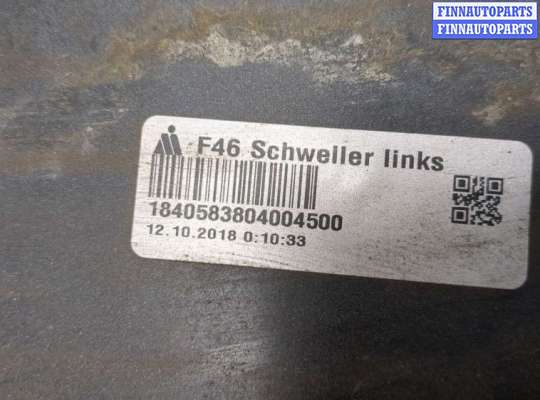 FINNAUTOPARTS
FINNAUTOPARTS
F46 Schweller links
1840583804004500
12.10.2018 0:10:33